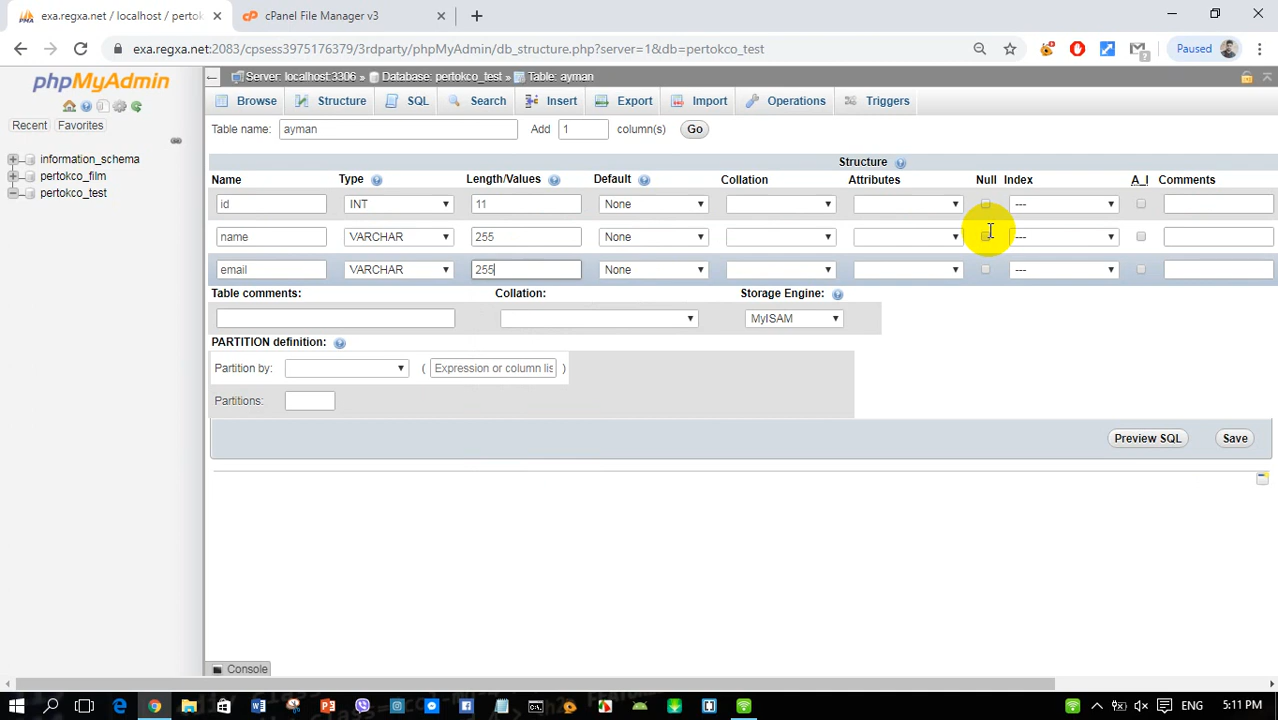 exa.regxa.net / localhost / pertok
cPanel File Manager v3
exa.regxa.net:2083/cpsess3975176379/3rdparty/phpMyAdmin/db_structure.php?server=1&db=pertokco_test
Paused
phpMyAdmin
Recent
Favorites
information_schema
pertokco_film
pertokco_test
Server: localhost:3306 » Database: pertokco_test » Table: ayman
Browse Structure SQL Search Insert Export Import Operations Triggers
Table name: ayman Add 1 column(s) Go
Structure
Name Type Length/Values Default Collation Attributes Null Index A_I Comments
id INT 11 None ---
name VARCHAR 255 None ---
email VARCHAR 255 None ---
Table comments: Collation: Storage Engine:
MyISAM
PARTITION definition:
Partition by: ( Expression or column lis )
Partitions:
Preview SQL Save
Console
ENG 5:11 PM